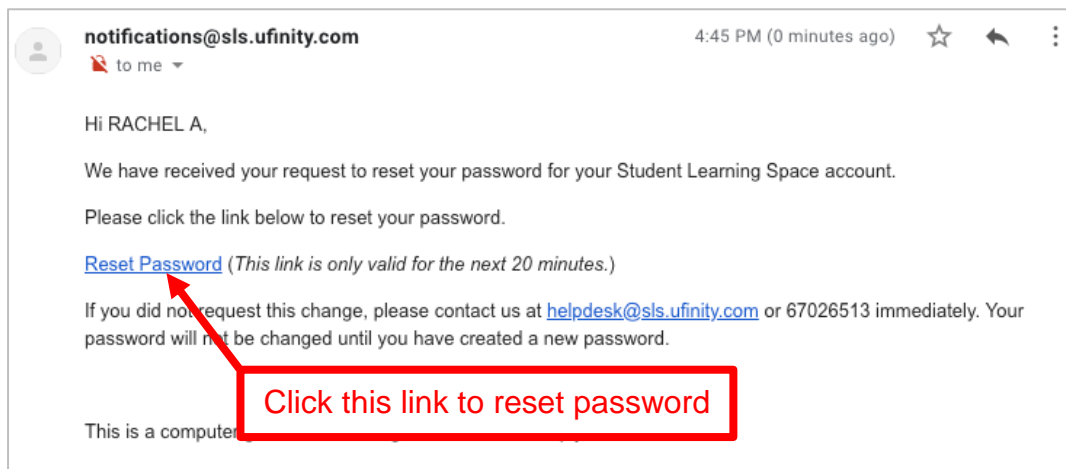 notifications@sls.ufinity.com 4:45 PM (0 minutes ago)
to me
Hi RACHEL A,
We have received your request to reset your password for your Student Learning Space account.
Please click the link below to reset your password.
Reset Password (This link is only valid for the next 20 minutes.)
If you did not request this change, please contact us at helpdesk@sls.ufinity.com or 67026513 immediately. Your
password will not be changed until you have created a new password.
Click this link to reset password
This is a computer